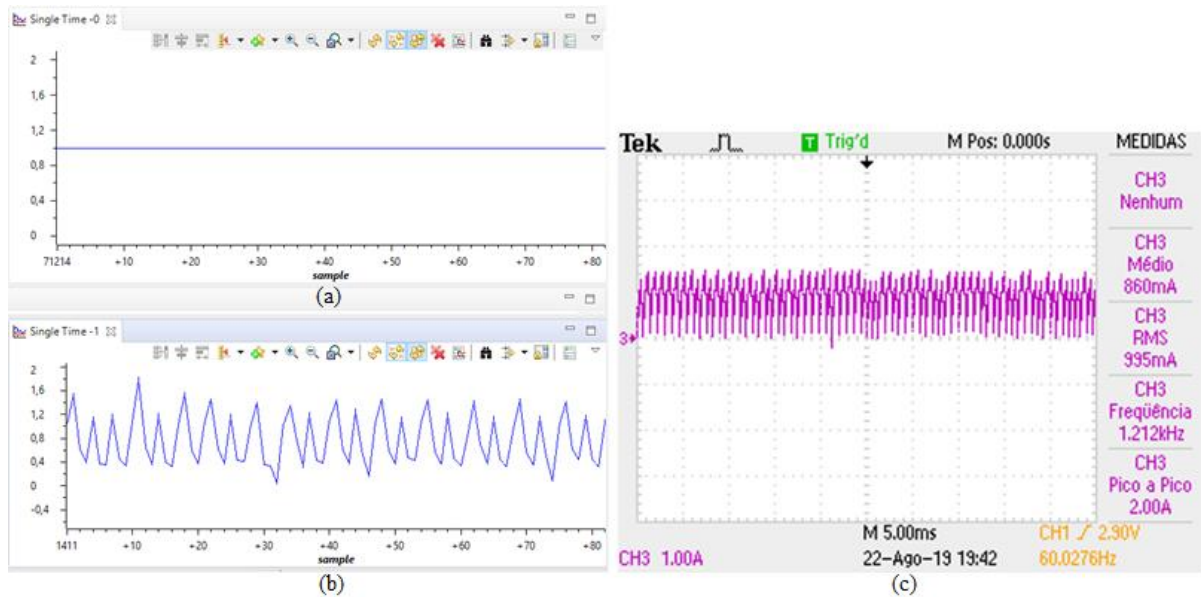 Single Time -0
2
1,6
1,2
0,8
0,4
0
71214 +10 +20 +30 +40 +50 +60 +70 +80
sample
(a)
Single Time -1
2
1,6
1,2
0,8
0,4
0
-0,4
1411 +10 +20 +30 +40 +50 +60 +70 +80
sample
(b)
Tek T Trig'd M Pos: 0.000s MEDIDAS
CH3
Nenhum
CH3
Médio
860mA
3
CH3
RMS
995mA
CH3
Freqüência
1.212kHz
CH3
Pico a Pico
2.00A
CH3 1.00A M 5.00ms CH1 2.90V
22-Ago-19 19:42 60.0276Hz
(c)